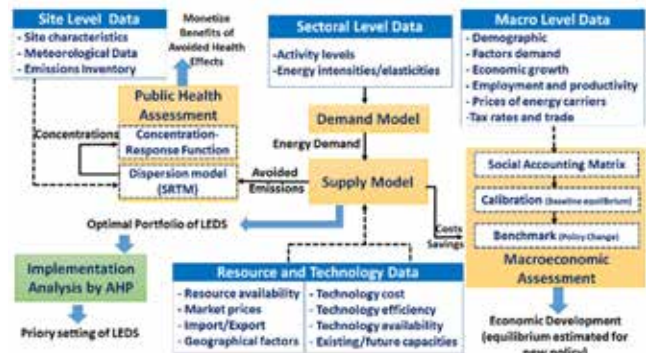 Site Level Data
- Site characteristics
- Meteorological Data
- Emissions Inventory
Monetize
Benefits of
Avoided Health
Effects
Sectoral Level Data
-Activity levels
-Energy intensities/elasticities
Macro Level Data
- Demographic
- Factors demand
- Economic growth
- Employment and productivity
- Prices of energy carriers
-Tax rates and trade
Public Health
Assessment
Concentrations
Concentration-
Response Function
Dispersion model
(SRTM)
Demand Model
Energy Demand
Avoided
Emissions
Supply Model
Social Accounting Matrix
Calibration (Baseline equilibrium)
Benchmark (Policy Change)
Macroeconomic
Assessment
Costs
Savings
Optimal Portfolio of LEDS
Implementation
Analysis by AHP
Priory setting of LEDS
Resource and Technology Data
- Resource availability
- Market prices
- Import/Export
- Geographical factors
- Technology cost
- Technology efficiency
- Technology availability
- Existing/future capacities
Economic Development
(equilibrium estimated for
new policy)